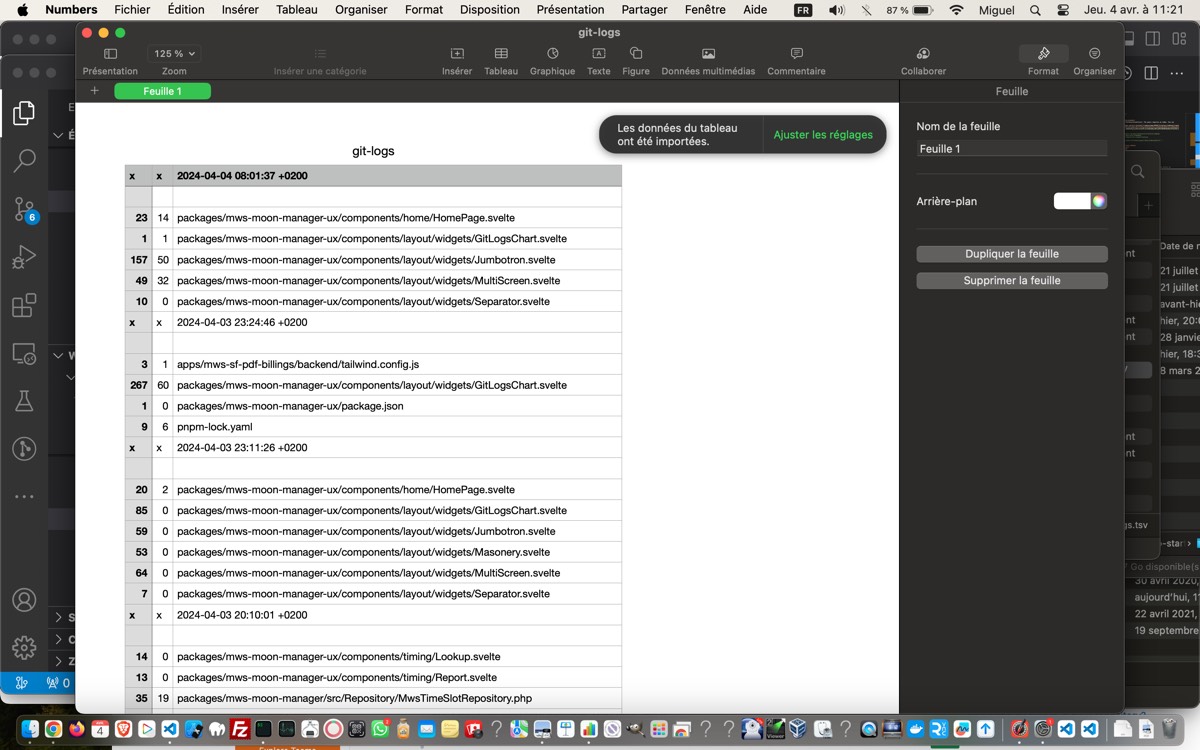 Numbers Fichier Édition Insérer Tableau Organiser Format Disposition Présentation Partager Fenêtre Aide FR 87 % Miguel Jeu. 4 avr. à 11:21
git-logs
125 %
Présentation Zoom Insérer une catégorie Insérer Tableau Graphique Texte Figure Données multimédias Commentaire Collaborer Format Organiser
Feuille 1
Feuille
Les données du tableau
ont été importées.
Ajuster les réglages
Nom de la feuille
Feuille 1
Arrière-plan
Dupliquer la feuille
Supprimer la feuille
git-logs
x x 2024-04-04 08:01:37 +0200
23 14 packages/mws-moon-manager-ux/components/home/HomePage.svelte
1 1 packages/mws-moon-manager-ux/components/layout/widgets/GitLogsChart.svelte
157 50 packages/mws-moon-manager-ux/components/layout/widgets/Jumbotron.svelte
49 32 packages/mws-moon-manager-ux/components/layout/widgets/MultiScreen.svelte
10 0 packages/mws-moon-manager-ux/components/layout/widgets/Separator.svelte
x x 2024-04-03 23:24:46 +0200
3 1 apps/mws-sf-pdf-billings/backend/tailwind.config.js
267 60 packages/mws-moon-manager-ux/components/layout/widgets/GitLogsChart.svelte
1 0 packages/mws-moon-manager-ux/package.json
9 6 pnpm-lock.yaml
x x 2024-04-03 23:11:26 +0200
20 2 packages/mws-moon-manager-ux/components/home/HomePage.svelte
85 0 packages/mws-moon-manager-ux/components/layout/widgets/GitLogsChart.svelte
59 0 packages/mws-moon-manager-ux/components/layout/widgets/Jumbotron.svelte
53 0 packages/mws-moon-manager-ux/components/layout/widgets/Masonery.svelte
64 0 packages/mws-moon-manager-ux/components/layout/widgets/MultiScreen.svelte
7 0 packages/mws-moon-manager-ux/components/layout/widgets/Separator.svelte
x x 2024-04-03 20:10:01 +0200
14 0 packages/mws-moon-manager-ux/components/timing/Lookup.svelte
13 0 packages/mws-moon-manager-ux/components/timing/Report.svelte
35 19 packages/mws-moon-manager/src/Repository/MwsTimeSlotRepository.php
6
0
Date de m
21 juillet
21 juillet
avant-hie
hier, 20:0
28 janvie
hier, 18:3
8 mars 2
gs.tsv
-star
Go disponible(s
30 avril 2020,
aujourd'hui, 1
22 avril 2021,
19 septembre